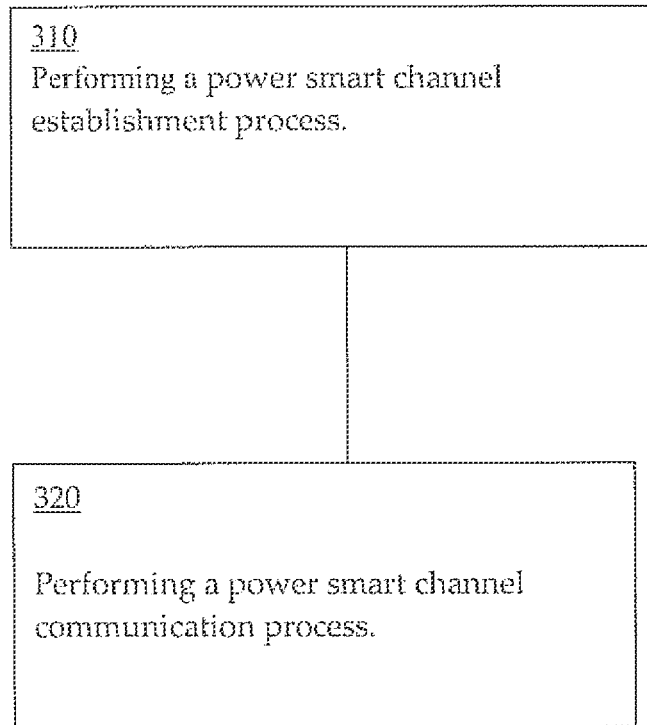 310
Performing a power smart channel
establishment process.
320
Performing a power smart channel
communication process.